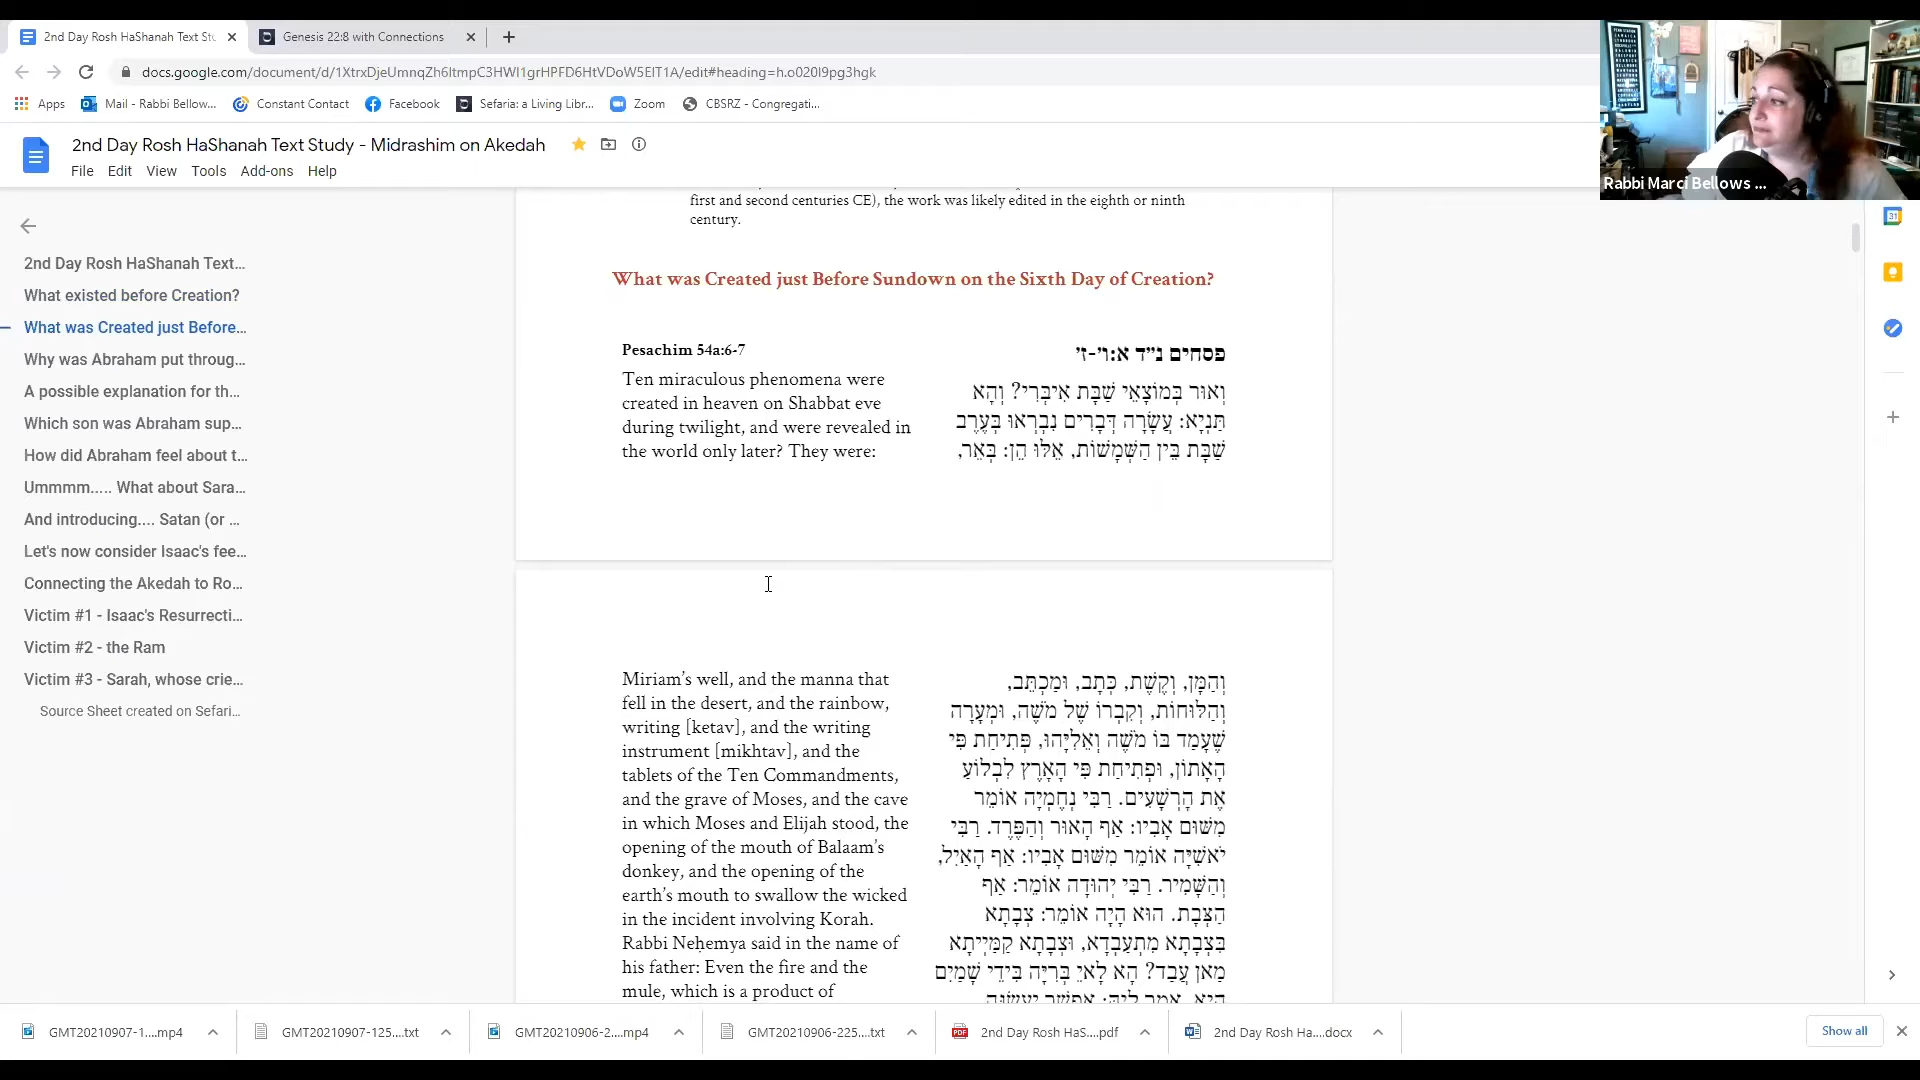 2nd Day Rosh HaShanah Text Stu
Genesis 22:8 with Connections
docs.google.com/document/d/1XtrxDjeUmnqZh6ItmpC3HWl1grHPFD6HtVDoW5EIT1A/edit#heading=h.o020l9pg3hgk
Apps
Mail - Rabbi Bellow...
Constant Contact
Facebook
Sefaria: a Living Libr...
Zoom
CBSRZ - Congregati...
Rabbi Marci Bellows ...
2nd Day Rosh HaShanah Text Study - Midrashim on Akedah
File Edit View Tools Add-ons Help
31
2nd Day Rosh HaShanah Text...
What existed before Creation?
What was Created just Before...
Why was Abraham put throug...
A possible explanation for th...
Which son was Abraham sup...
How did Abraham feel about t...
Ummmm..... What about Sara...
And introducing.... Satan (or ...
Let's now consider Isaac's fee...
Connecting the Akedah to Ro...
Victim #1 - Isaac's Resurrecti...
Victim #2 - the Ram
Victim #3 - Sarah, whose crie...
Source Sheet created on Sefari...
first and second centuries CE), the work was likely edited in the eighth or ninth
century.
What was Created just Before Sundown on the Sixth Day of Creation?
Pesachim 54a:6-7
Ten miraculous phenomena were
created in heaven on Shabbat eve
during twilight, and were revealed in
the world only later? They were:
פסחים נ״ד א:ו׳-ז׳
וְאוּר בְּמוֹצָאֵי שַׁבָּת אִיבְּרִי? וְהָא
תַּנְיָא: עֲשָׂרָה דְּבָרִים נִבְרְאוּ בְּעֶרֶב
שַׁבָּת בֵּין הַשְּׁמָשׁוֹת, אֵלּוּ הֵן: בְּאֵר,
Miriam’s well, and the manna that
fell in the desert, and the rainbow,
writing [ketav], and the writing
instrument [mikhtav], and the
tablets of the Ten Commandments,
and the grave of Moses, and the cave
in which Moses and Elijah stood, the
opening of the mouth of Balaam’s
donkey, and the opening of the
earth’s mouth to swallow the wicked
in the incident involving Korah.
Rabbi Neḥemya said in the name of
his father: Even the fire and the
mule, which is a product of
וְהַמָּן, וְקֶשֶׁת, כְּתָב, וּמַכְתֵּב,
וְהַלּוּחוֹת, וְקִבְרוֹ שֶׁל מֹשֶׁה, וּמְעָרָה
שֶׁעָמַד בּוֹ מֹשֶׁה וְאֵלִיָּהוּ, פְּתִיחַת פִּי
הָאָתוֹן, וּפְתִיחַת פִּי הָאָרֶץ לִבְלוֹעַ
אֶת הָרְשָׁעִים. רַבִּי נְחֶמְיָה אוֹמֵר
מִשּׁוּם אָבִיו: אַף הָאוּר וְהַפֶּרֶד. רַבִּי
יֹאשִׁיָּה אוֹמֵר מִשּׁוּם אָבִיו: אַף הָאַיִל,
וְהַשָּׁמִיר. רַבִּי יְהוּדָה אוֹמֵר: אַף
הַצְּבָת. הוּא הָיָה אוֹמֵר: צְבָתָא
בִּצְבָתָא מִתְעַבְדָא, וּצְבָתָא קַמַּיְיתָא
מַאן עֲבַד? הָא לָאיֵ בְּרִיָּה בִּידֵי שָׁמַיִם
הִיא. אֲמַר לֵיהּ: אֶפְשָׁר יַעֲשֶׂנָּה
GMT20210907-1....mp4
GMT20210907-125....txt
GMT20210906-2....mp4
GMT20210906-225....txt
PDF
2nd Day Rosh HaS....pdf
2nd Day Rosh Ha....docx
Show all